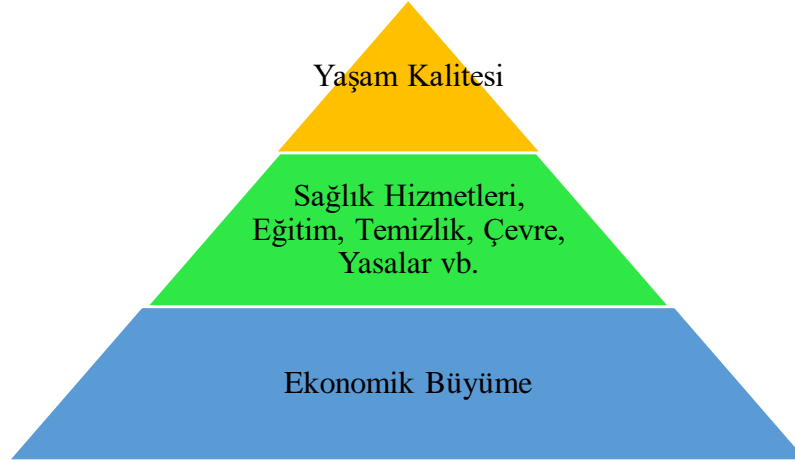 Yaşam Kalitesi
Sağlık Hizmetleri,
Eğitim, Temizlik, Çevre,
Yasalar vb.
Ekonomik Büyüme